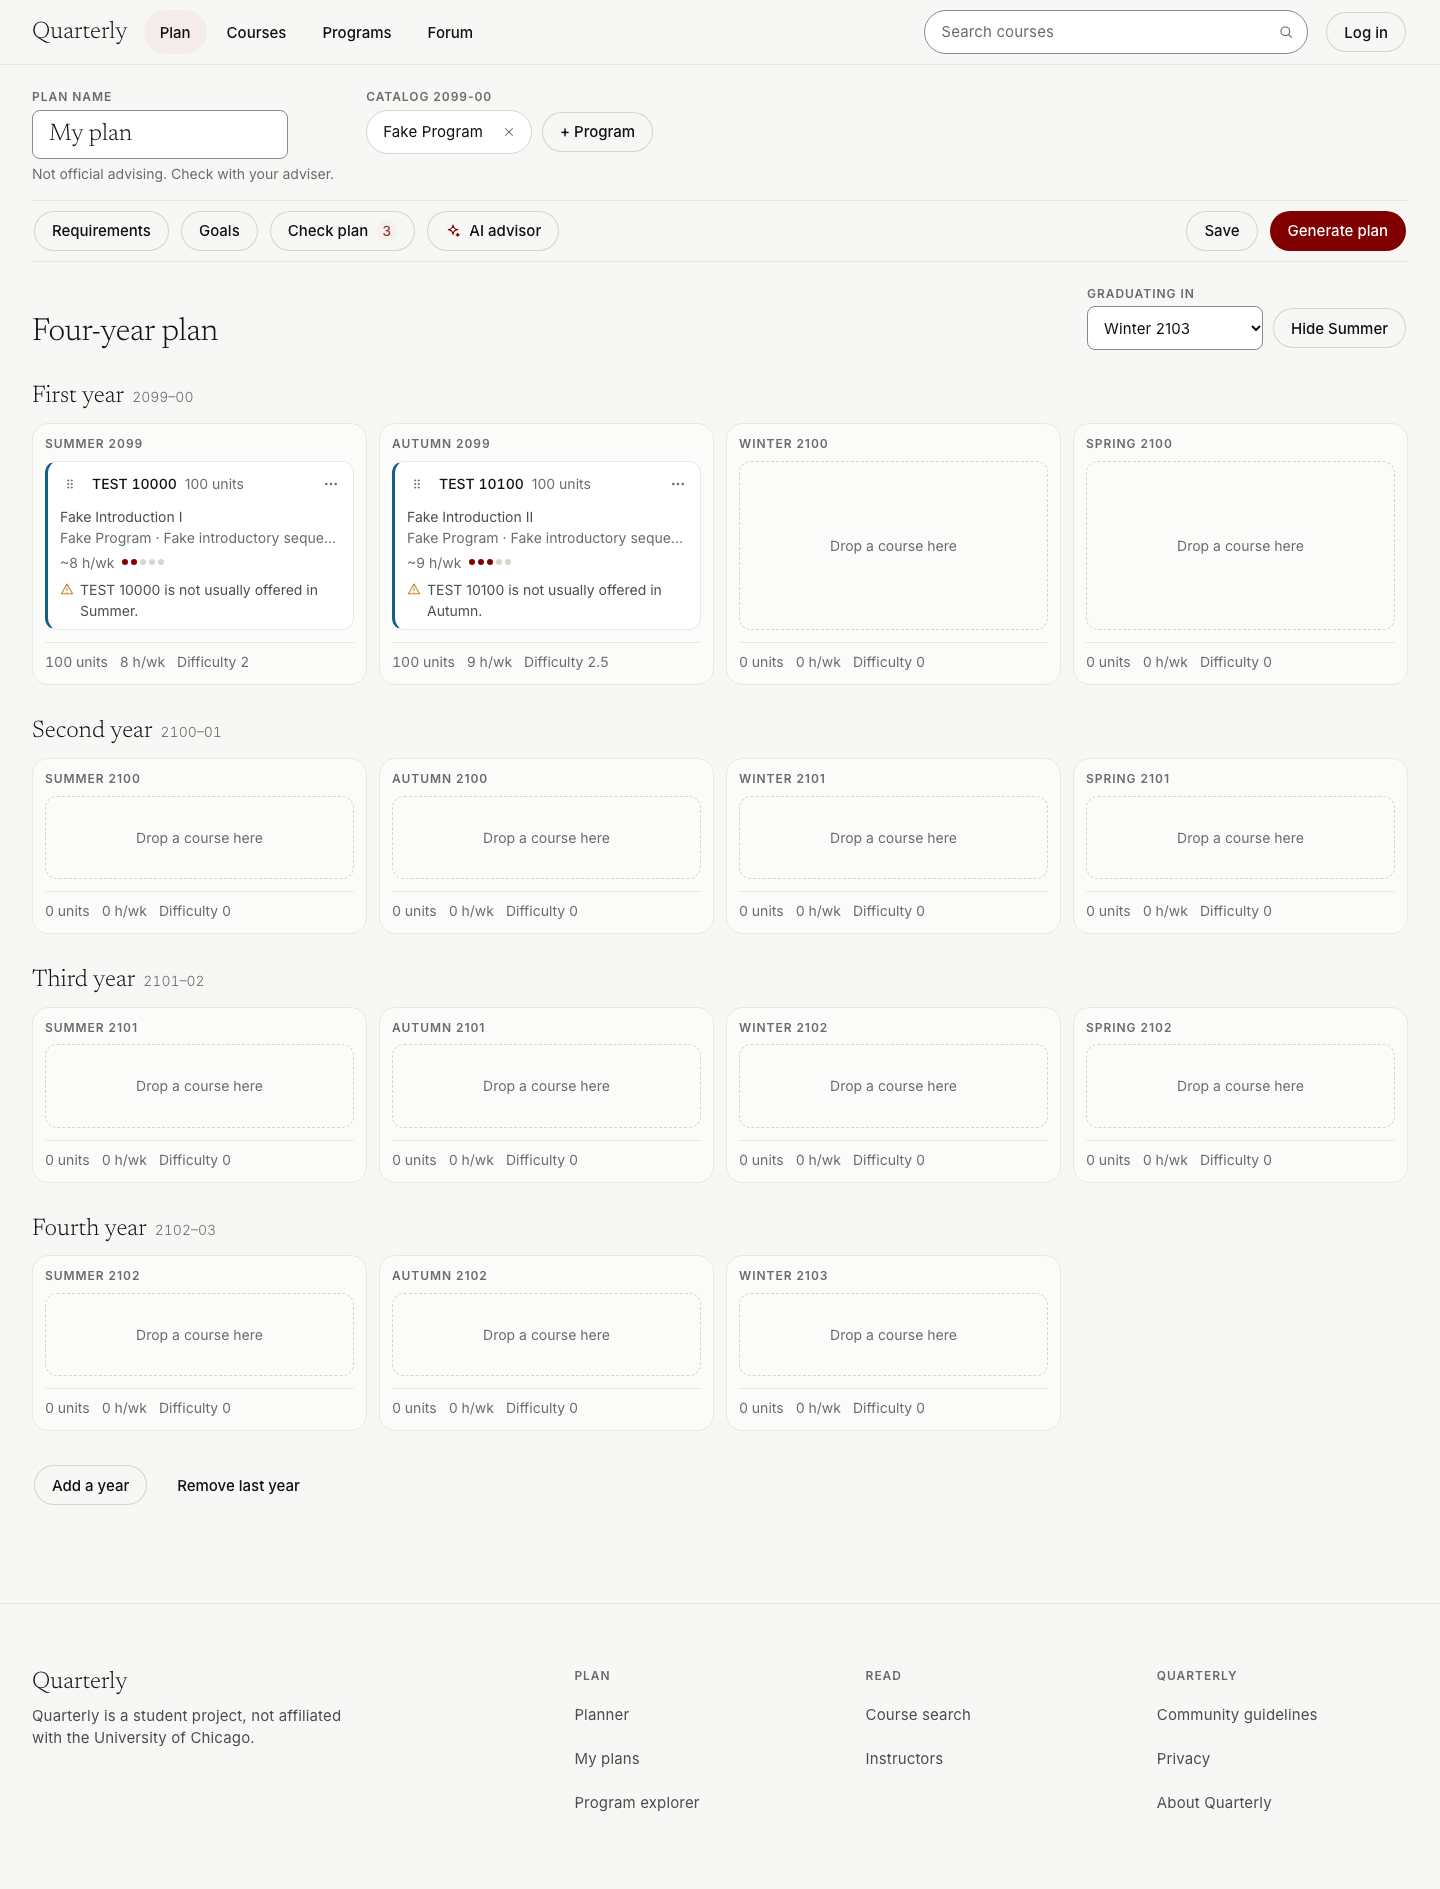 Quarterly
Plan
Courses
Programs
Forum
Search courses
Log in
PLAN NAME
My plan
Not official advising. Check with your adviser.
CATALOG 2099-00
Fake Program ×
+ Program
Requirements
Goals
Check plan 3
AI advisor
Save
Generate plan
Four-year plan
GRADUATING IN
Winter 2103
Hide Summer
First year 2099–00
SUMMER 2099
TEST 10000 100 units ...
Fake Introduction I
Fake Program · Fake introductory seque...
~8 h/wk
TEST 10000 is not usually offered in
Summer.
100 units 8 h/wk Difficulty 2
AUTUMN 2099
TEST 10100 100 units ...
Fake Introduction II
Fake Program · Fake introductory seque...
~9 h/wk
TEST 10100 is not usually offered in
Autumn.
100 units 9 h/wk Difficulty 2.5
WINTER 2100
Drop a course here
0 units 0 h/wk Difficulty 0
SPRING 2100
Drop a course here
0 units 0 h/wk Difficulty 0
Second year 2100–01
SUMMER 2100
Drop a course here
0 units 0 h/wk Difficulty 0
AUTUMN 2100
Drop a course here
0 units 0 h/wk Difficulty 0
WINTER 2101
Drop a course here
0 units 0 h/wk Difficulty 0
SPRING 2101
Drop a course here
0 units 0 h/wk Difficulty 0
Third year 2101–02
SUMMER 2101
Drop a course here
0 units 0 h/wk Difficulty 0
AUTUMN 2101
Drop a course here
0 units 0 h/wk Difficulty 0
WINTER 2102
Drop a course here
0 units 0 h/wk Difficulty 0
SPRING 2102
Drop a course here
0 units 0 h/wk Difficulty 0
Fourth year 2102–03
SUMMER 2102
Drop a course here
0 units 0 h/wk Difficulty 0
AUTUMN 2102
Drop a course here
0 units 0 h/wk Difficulty 0
WINTER 2103
Drop a course here
0 units 0 h/wk Difficulty 0
Add a year
Remove last year
Quarterly
Quarterly is a student project, not affiliated
with the University of Chicago.
PLAN
Planner
My plans
Program explorer
READ
Course search
Instructors
QUARTERLY
Community guidelines
Privacy
About Quarterly